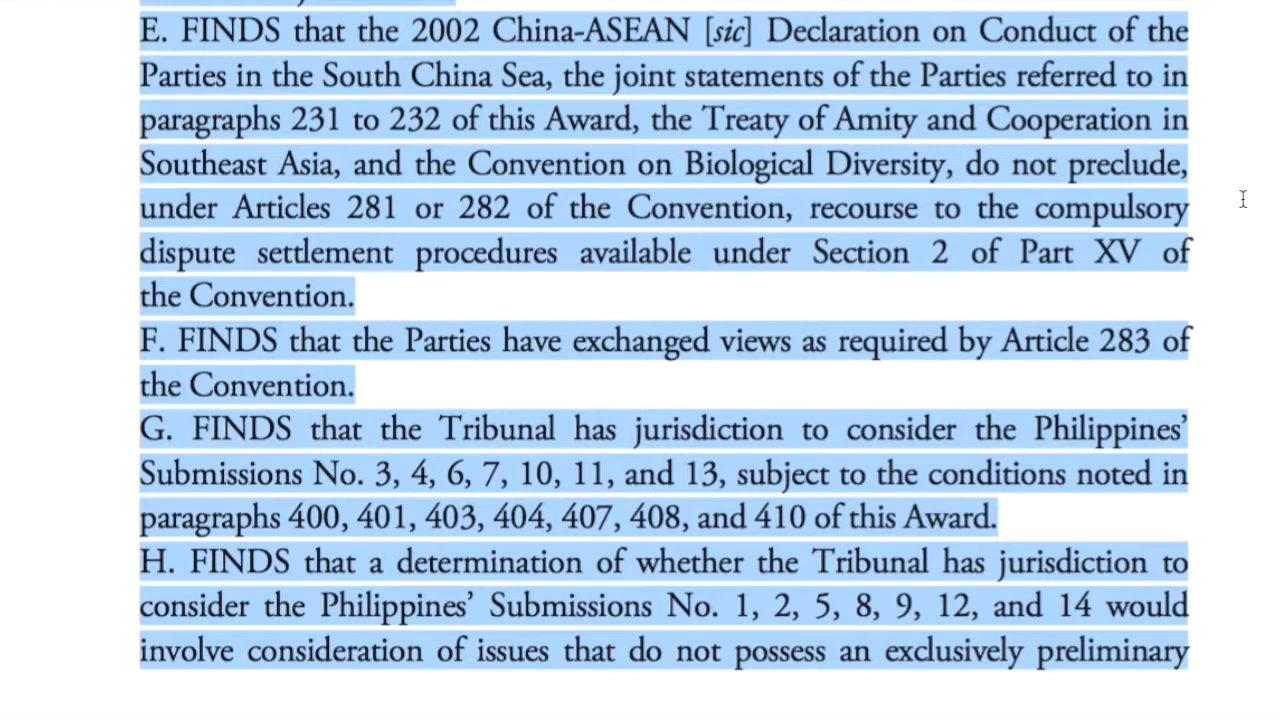 E. FINDS that the 2002 China-ASEAN [sic] Declaration on Conduct of the
Parties in the South China Sea, the joint statements of the Parties referred to in
paragraphs 231 to 232 of this Award, the Treaty of Amity and Cooperation in
Southeast Asia, and the Convention on Biological Diversity, do not preclude,
under Articles 281 or 282 of the Convention, recourse to the compulsory
dispute settlement procedures available under Section 2 of Part XV of
the Convention.
F. FINDS that the Parties have exchanged views as required by Article 283 of
the Convention.
G. FINDS that the Tribunal has jurisdiction to consider the Philippines’
Submissions No. 3, 4, 6, 7, 10, 11, and 13, subject to the conditions noted in
paragraphs 400, 401, 403, 404, 407, 408, and 410 of this Award.
H. FINDS that a determination of whether the Tribunal has jurisdiction to
consider the Philippines’ Submissions No. 1, 2, 5, 8, 9, 12, and 14 would
involve consideration of issues that do not possess an exclusively preliminary